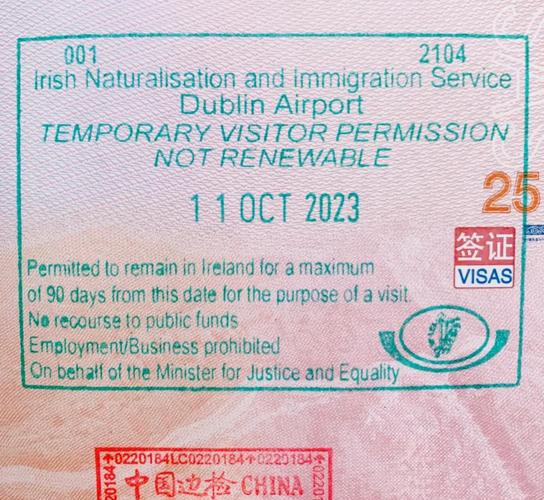 001 2104
Irish Naturalisation and Immigration Service
Dublin Airport
TEMPORARY VISITOR PERMISSION
NOT RENEWABLE
11 OCT 2023
25
签证
VISAS
Permitted to remain in Ireland for a maximum
of 90 days from this date for the purpose of a visit.
No recourse to public funds
Employment/Business prohibited
On behalf of the Minister for Justice and Equality
↑0220184LC0220184↑0220184↑
中国边检 CHINA